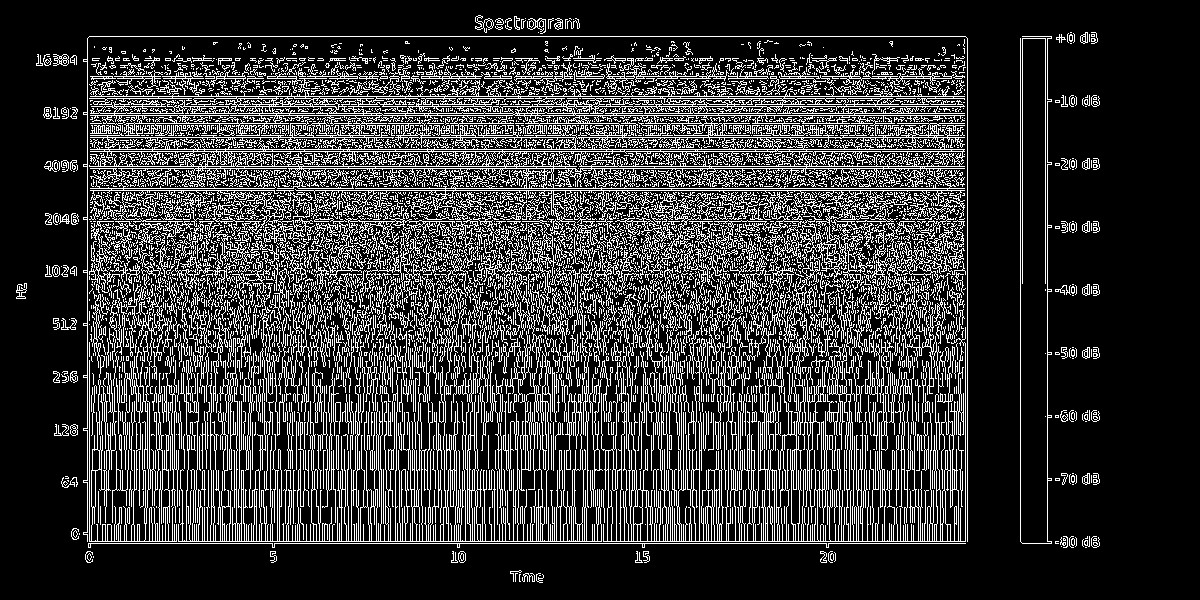 Spectrogram
+0 dB
16384
-10 dB
8192
-20 dB
4096
-30 dB
2048
1024
Hz
-40 dB
512
-50 dB
256
-60 dB
128
64
-70 dB
0
-80 dB
0 5 10 15 20
Time